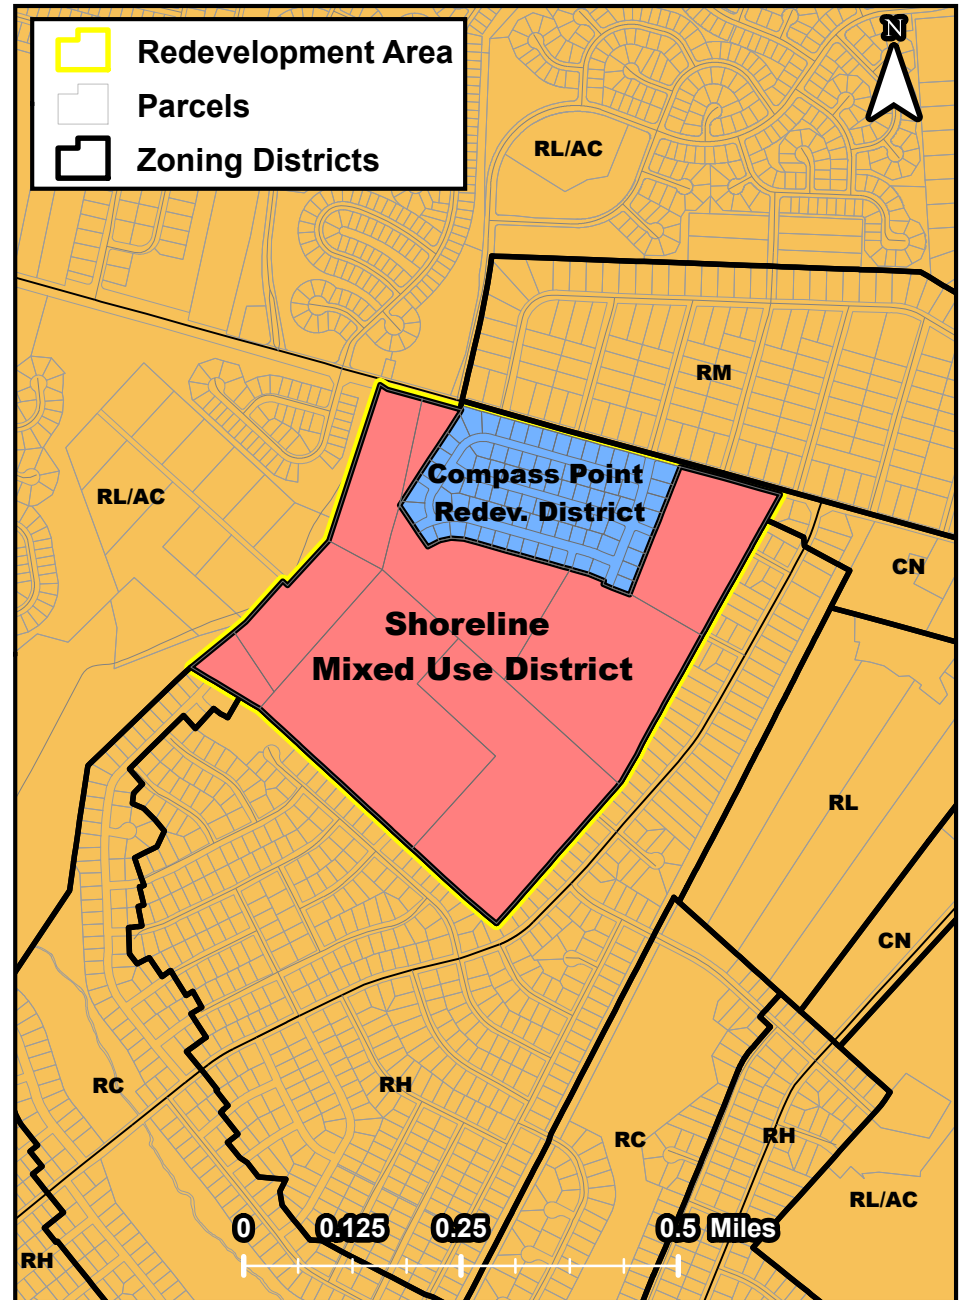 Redevelopment Area
Parcels
Zoning Districts
N
RL/AC
RM
RL/AC
Compass Point
Redev. District
CN
Shoreline
Mixed Use District
RL
CN
RC
RH
RC
RH
RL/AC
0 0.125 0.25 0.5 Miles
RH